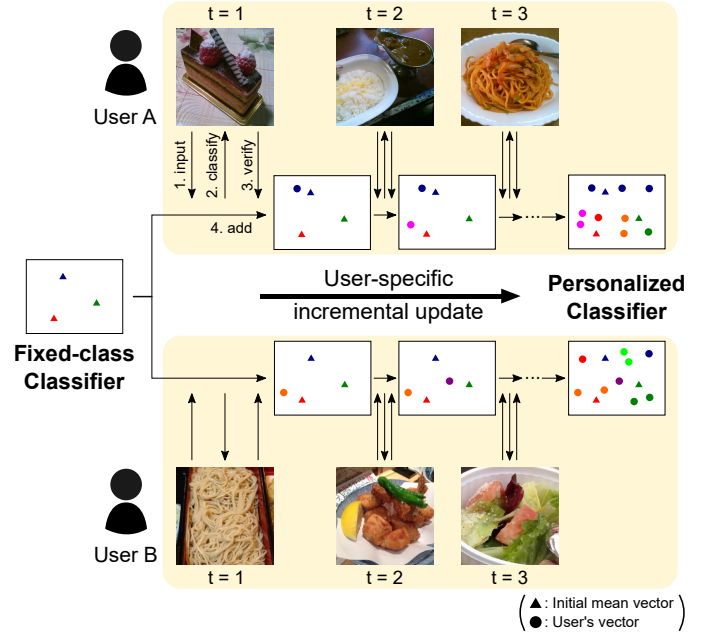 t = 1
t = 2
t = 3
User A
1. input
2. classify
3. verify
4. add
User-specific
incremental update
Fixed-class
Classifier
Personalized
Classifier
User B
t = 1
t = 2
t = 3
▲: Initial mean vector
●: User's vector